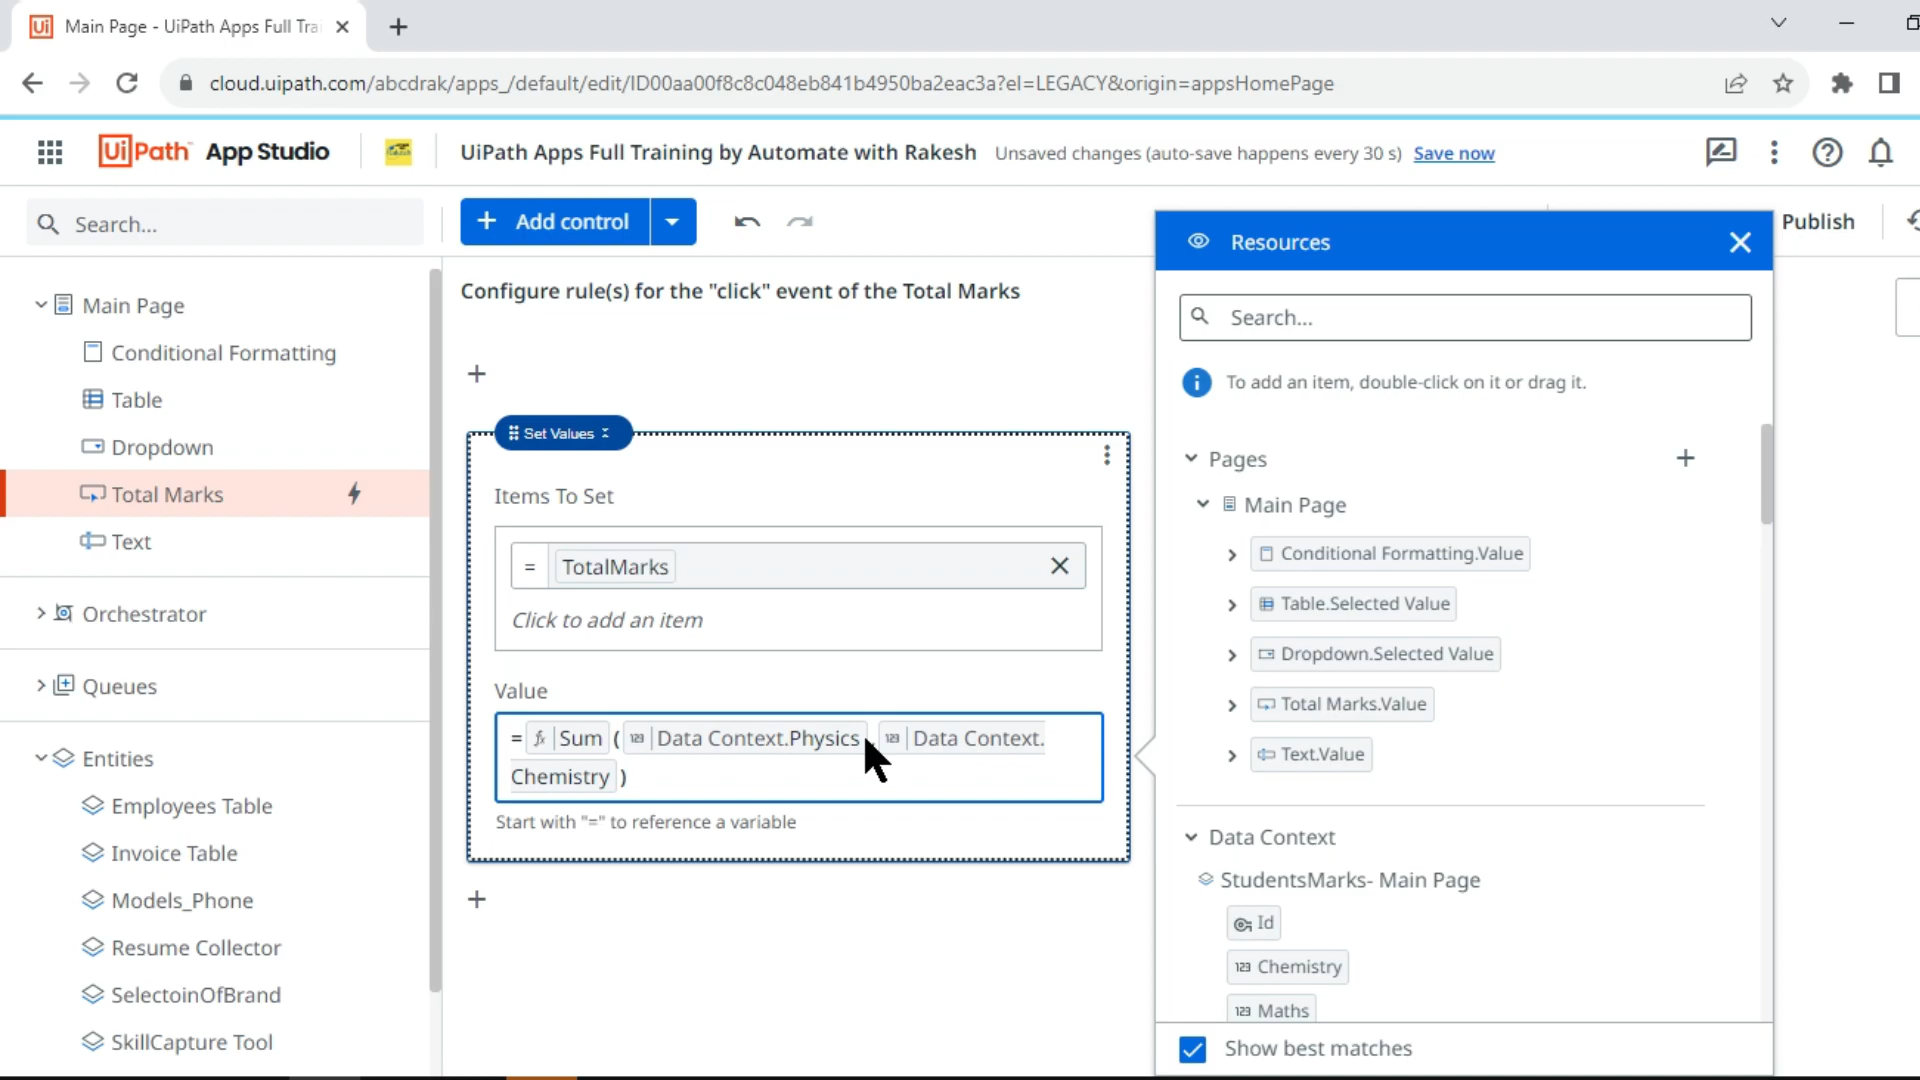 Main Page - UiPath Apps Full Trai
cloud.uipath.com/abcdrak/apps_/default/edit/ID00aa00f8c8c048eb841b4950ba2eac3a?el=LEGACY&origin=appsHomePage
UiPath App Studio
UiPath Apps Full Training by Automate with Rakesh Unsaved changes (auto-save happens every 30 s) Save now
Search...
+ Add control
Publish
Main Page
Conditional Formatting
Table
Dropdown
Total Marks
Text
Orchestrator
Queues
Entities
Employees Table
Invoice Table
Models_Phone
Resume Collector
SelectoinOfBrand
SkillCapture Tool
Configure rule(s) for the "click" event of the Total Marks
Set Values
Items To Set
= TotalMarks
Click to add an item
Value
= fx Sum ( 123 Data Context.Physics , 123 Data Context.
Chemistry )
Start with "=" to reference a variable
Resources
Search...
To add an item, double-click on it or drag it.
Pages
Main Page
Conditional Formatting.Value
Table.Selected Value
Dropdown.Selected Value
Total Marks.Value
Text.Value
Data Context
StudentsMarks- Main Page
Id
123 Chemistry
123 Maths
Show best matches